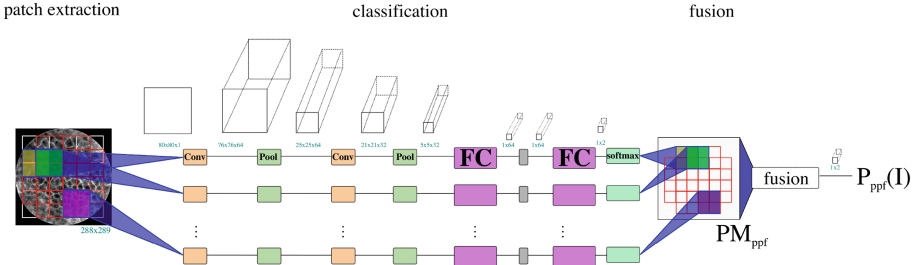 patch extraction
classification
fusion
80x80x1
76x76x64
25x25x64
21x21x32
5x5x32
1x64
1x64
1x2
Conv
Pool
Conv
Pool
FC
FC
softmax
fusion
1x2
P_ppf(I)
288x289
PM_ppf